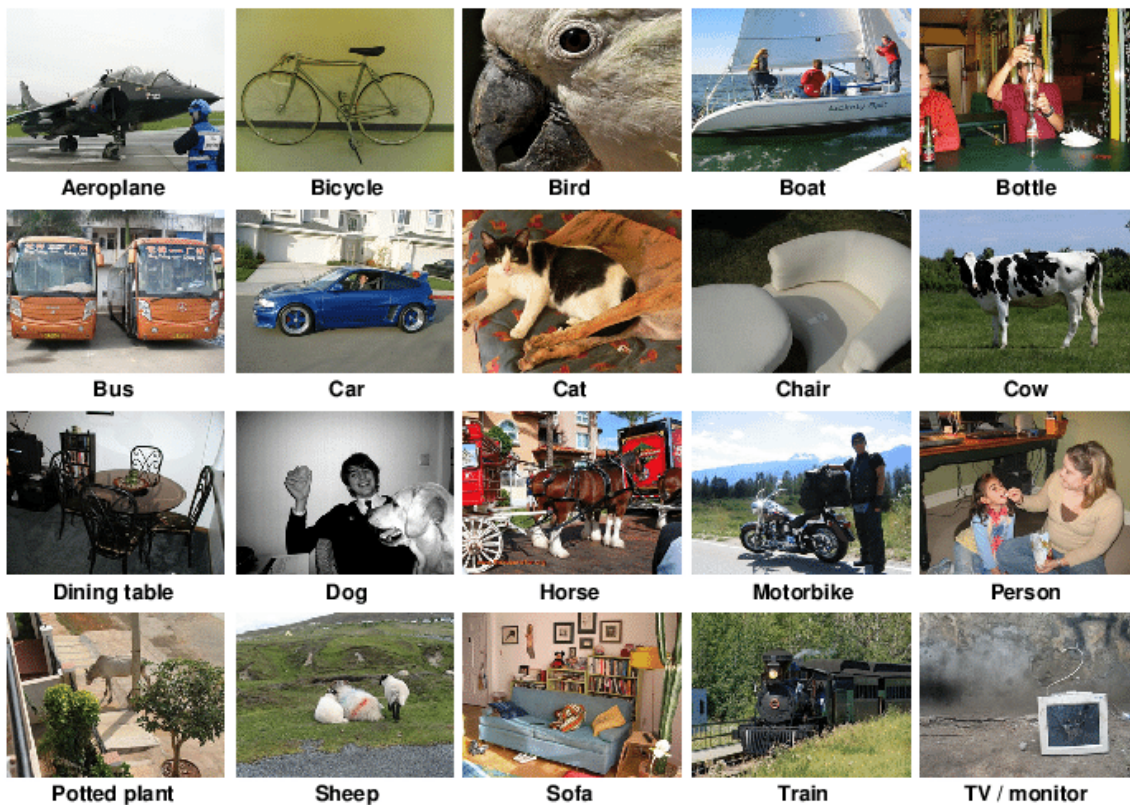 Aeroplane
Bicycle
Bird
Boat
Bottle
Bus
Car
Cat
Chair
Cow
Dining table
Dog
Horse
Motorbike
Person
Potted plant
Sheep
Sofa
Train
TV / monitor